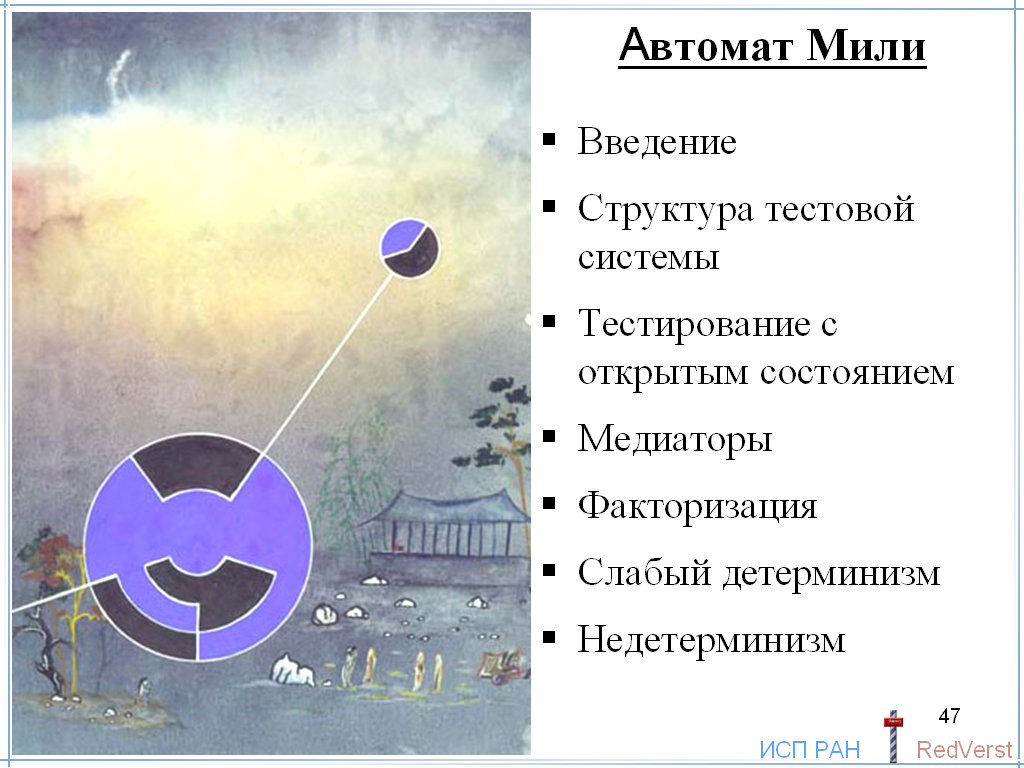 Автомат Мили
Введение
Структура тестовой
системы
Тестирование с
открытым состоянием
Медиаторы
Факторизация
Слабый детерминизм
Недетерминизм
47
ИСП РАН
RedVerst